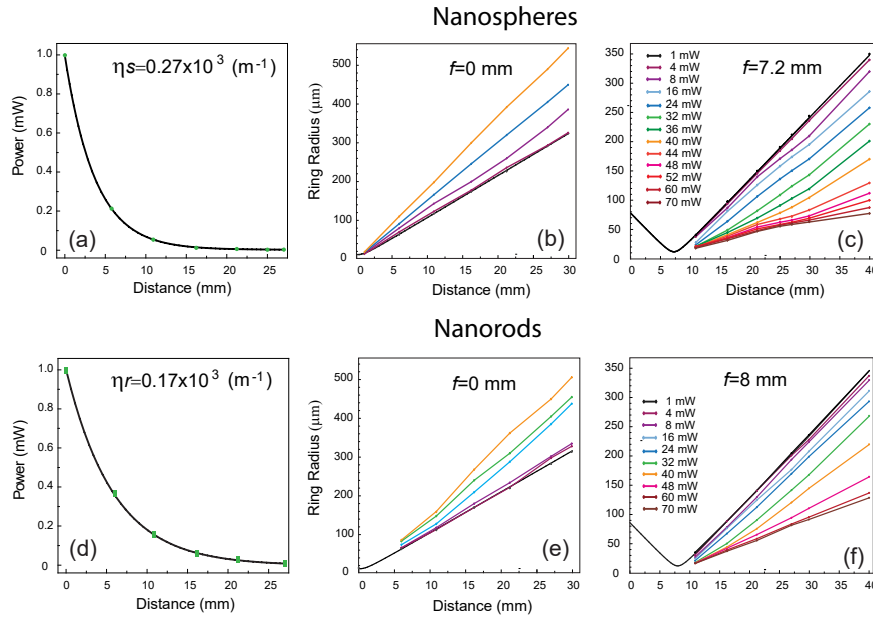 Nanospheres
ηs=0.27x10³ (m⁻¹)
Power (mW)
1.0
0.8
0.6
0.4
0.2
0
(a)
0 5 10 15 20 25
Distance (mm)
f=0 mm
Ring Radius (μm)
500
400
300
200
100
0
(b)
0 5 10 15 20 25 30
Distance (mm)
f=7.2 mm
350
300
250
200
150
100
50
0
1 mW
4 mW
8 mW
16 mW
24 mW
32 mW
36 mW
40 mW
44 mW
48 mW
52 mW
60 mW
70 mW
(c)
0 5 10 15 20 25 30 35 40
Distance (mm)
Nanorods
ηr=0.17x10³ (m⁻¹)
Power (mW)
1.0
0.8
0.6
0.4
0.2
0
(d)
0 5 10 15 20 25
Distance (mm)
f=0 mm
Ring Radius (μm)
500
400
300
200
100
0
(e)
0 5 10 15 20 25 30
Distance (mm)
f=8 mm
350
300
250
200
150
100
50
0
1 mW
4 mW
8 mW
16 mW
24 mW
32 mW
40 mW
48 mW
60 mW
70 mW
(f)
0 5 10 15 20 25 30 35 40
Distance (mm)